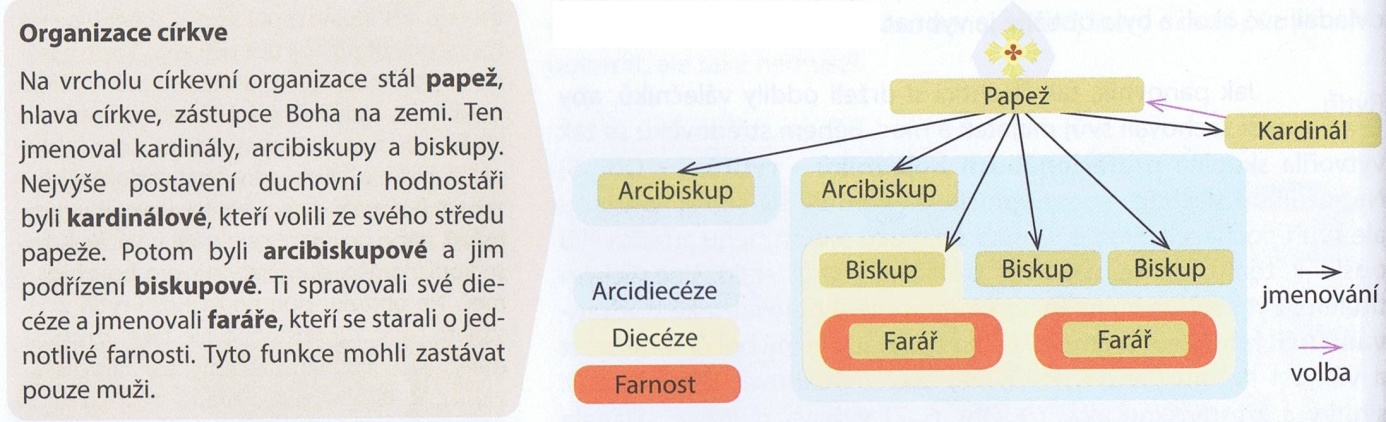 Organizace církve
Na vrcholu církevní organizace stál papež,
hlava církve, zástupce Boha na zemi. Ten
jmenoval kardinály, arcibiskupy a biskupy.
Nejvýše postavení duchovní hodnostáři
byli kardinálové, kteří volili ze svého středu
papeže. Potom byli arcibiskupové a jim
podřízení biskupové. Ti spravovali své die-
céze a jmenovali faráře, kteří se starali o jed-
notlivé farnosti. Tyto funkce mohli zastávat
pouze muži.
Papež
Kardinál
Arcibiskup
Arcibiskup
Biskup
Biskup
Biskup
Farář
Farář
Arcidiecéze
Diecéze
Farnost
jmenování
volba